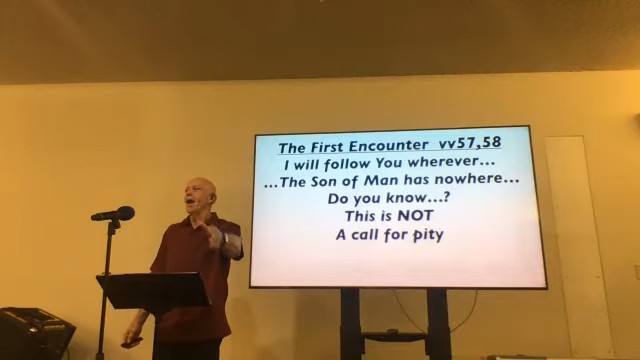 The First Encounter vv57,58
I will follow You wherever...
...The Son of Man has nowhere...
Do you know...?
This is NOT
A call for pity